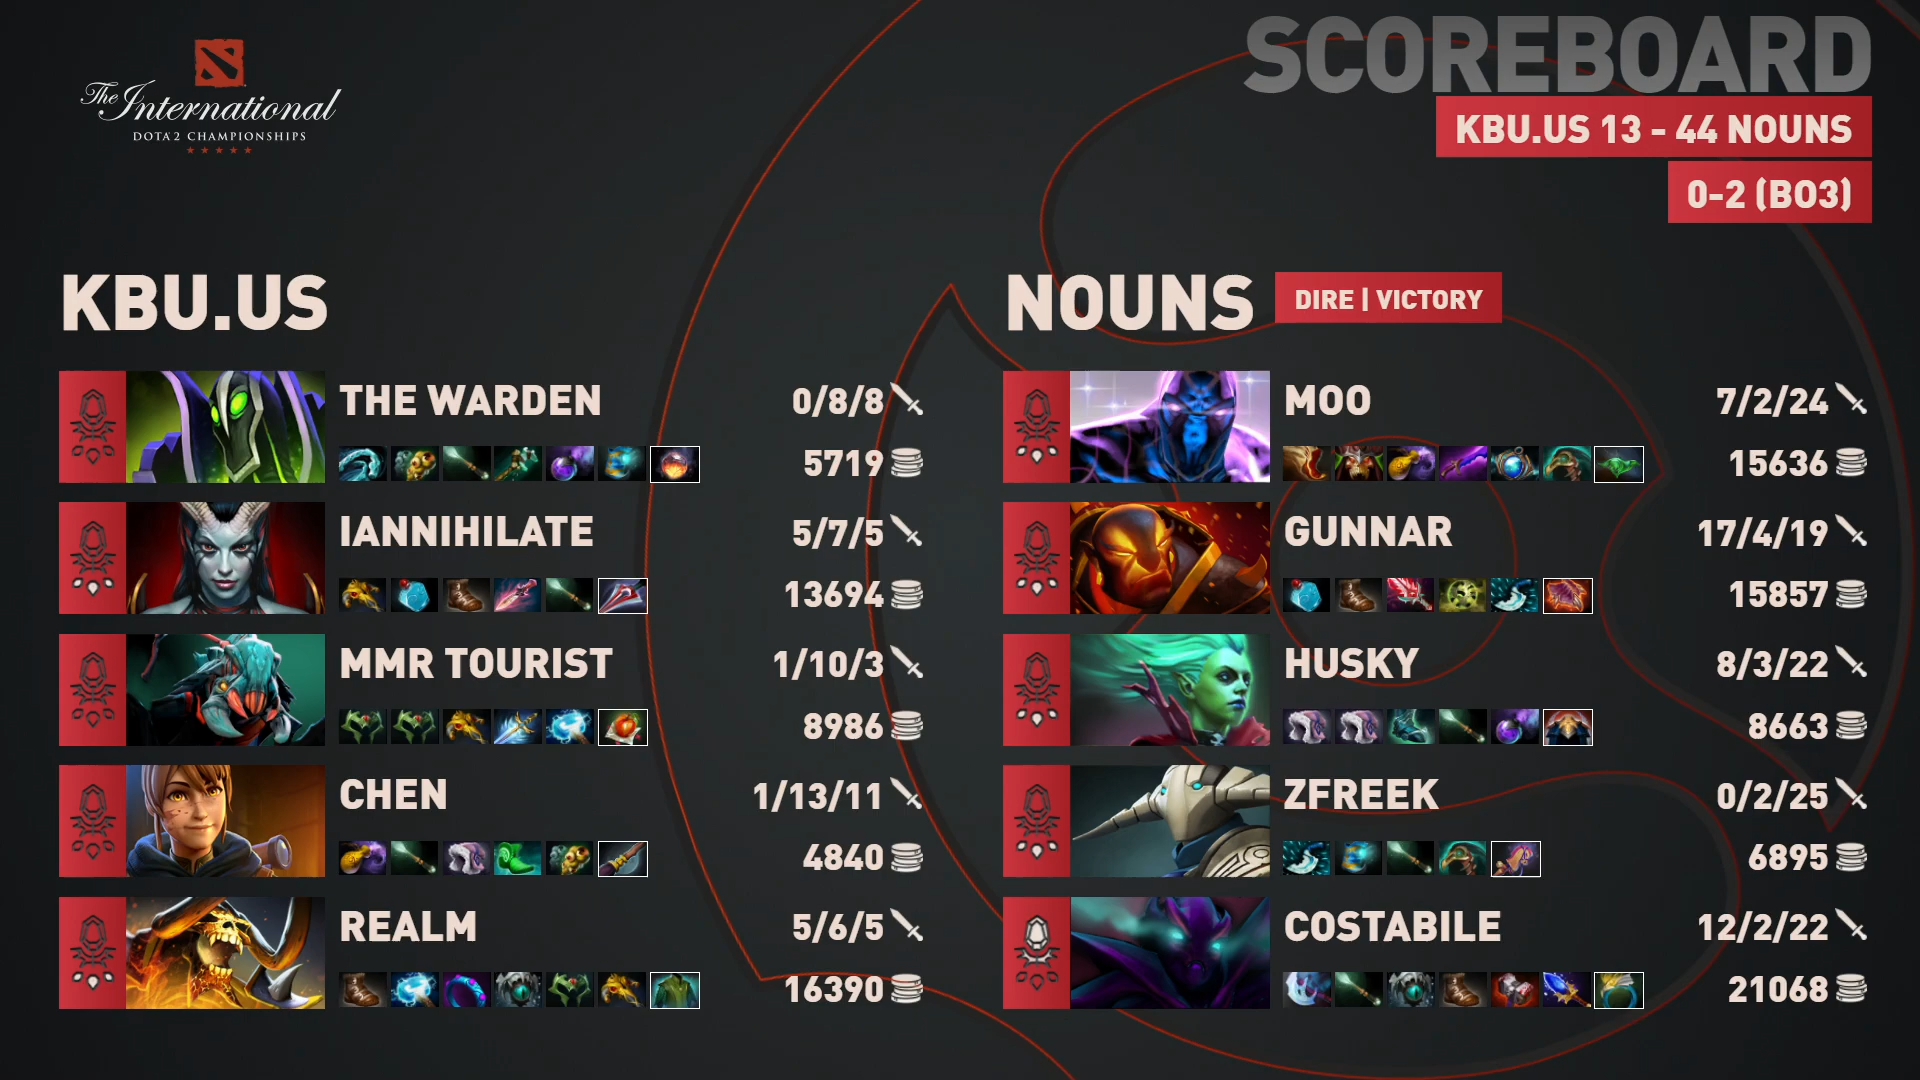 SCOREBOARD
The International
DOTA 2 CHAMPIONSHIPS
KBU.US 13 - 44 NOUNS
0-2 (BO3)
KBU.US
THE WARDEN
0/8/8
5719
IANNIHILATE
5/7/5
13694
MMR TOURIST
1/10/3
8986
CHEN
1/13/11
4840
REALM
5/6/5
16390
NOUNS
DIRE | VICTORY
MOO
7/2/24
15636
GUNNAR
17/4/19
15857
HUSKY
8/3/22
8663
ZFREEK
0/2/25
6895
COSTABILE
12/2/22
21068